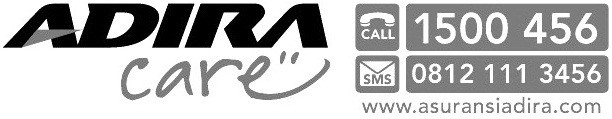 ADIRA
care
CALL 1500 456
SMS 0812 111 3456
www.asuransiadira.com